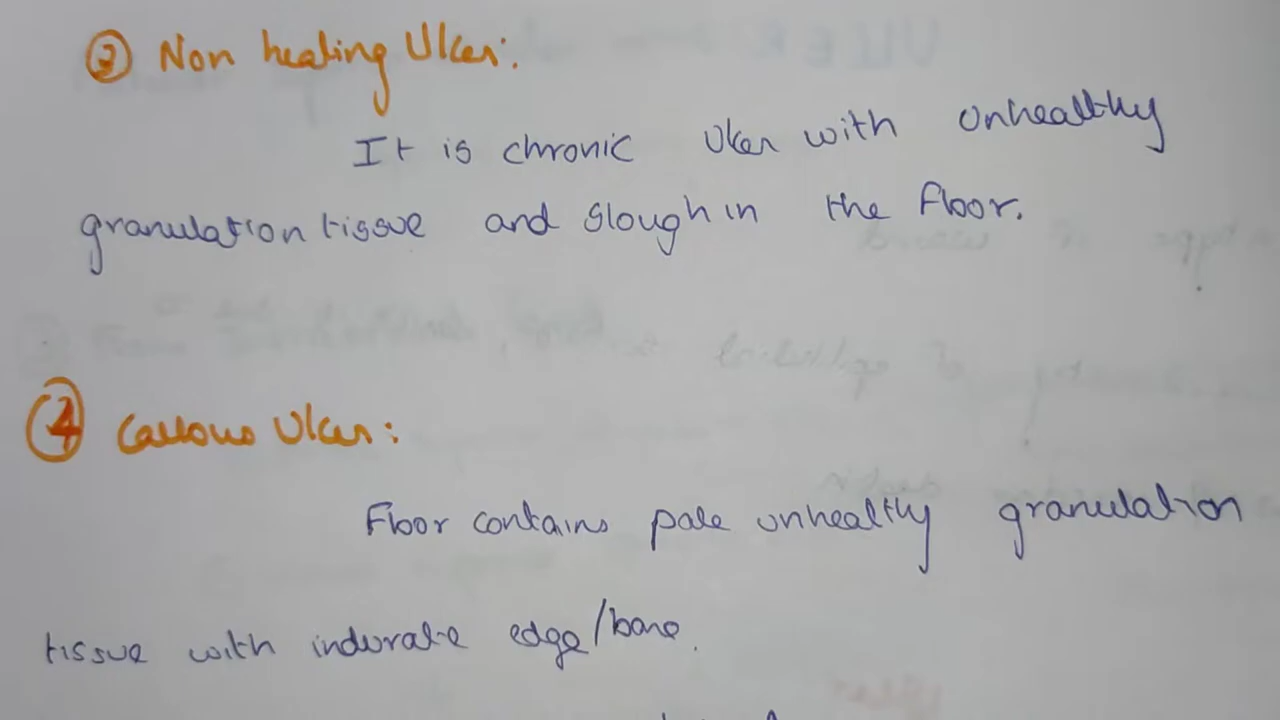 ③ Non healing Ulcer:
It is chronic Ulcer with Unhealthy
granulation tissue and Slough in the Floor.
④ Callous Ulcer:
Floor contains pale unhealthy granulation
tissue with indurate edge/base.